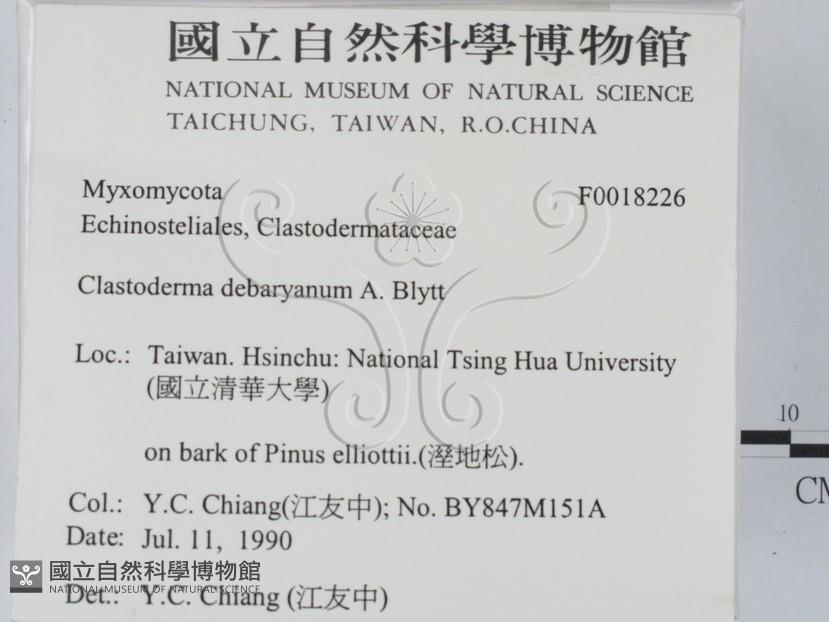 國立自然科學博物館
NATIONAL MUSEUM OF NATURAL SCIENCE
TAICHUNG, TAIWAN, R.O.CHINA
Myxomycota F0018226
Echinosteliales, Clastodermataceae
Clastoderma debaryanum A. Blytt
Loc.: Taiwan. Hsinchu: National Tsing Hua University
(國立清華大學)
on bark of Pinus elliottii.(溼地松).
Col.: Y.C. Chiang(江友中); No. BY847M151A
Date: Jul. 11, 1990
Det.: Y.C. Chiang (江友中)
10
CM
國立自然科學博物館
NATIONAL MUSEUM OF NATURAL SCIENCE